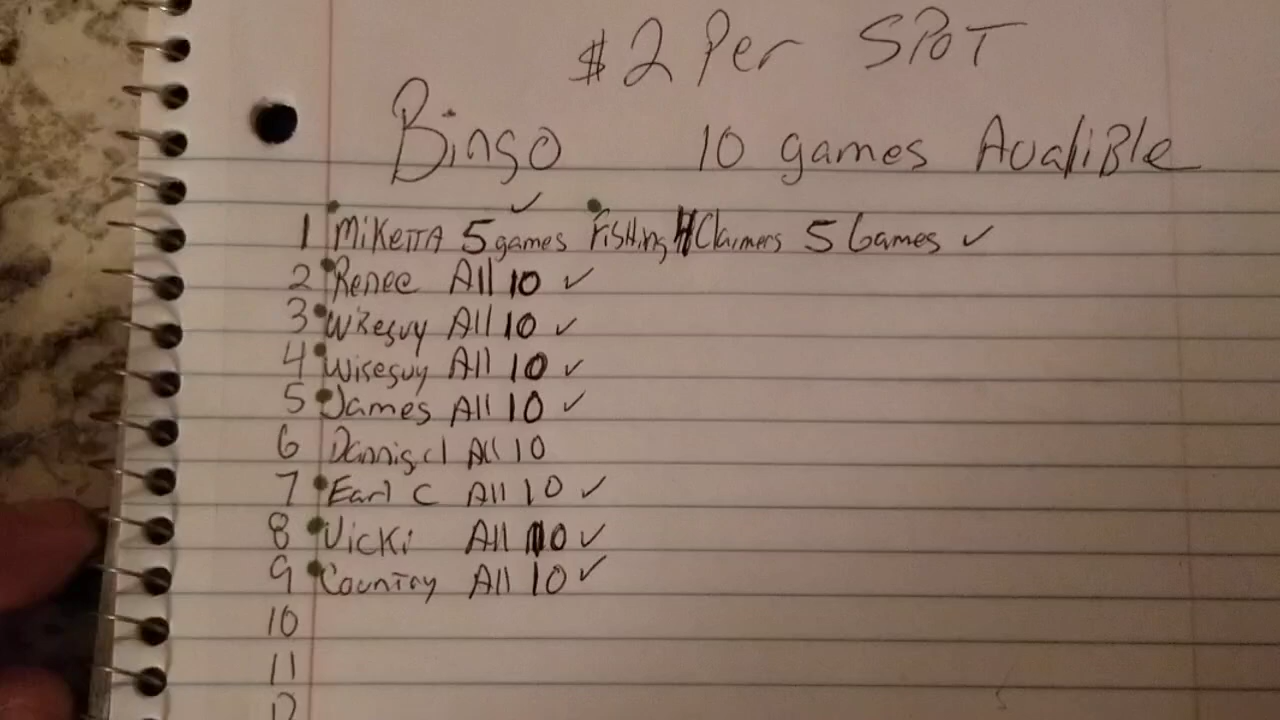 $2 Per SPOT
Bingo 10 games Avalible
1 Miketta 5 games ✓ Fishing Claimers 5 Games ✓
2 Renee All 10 ✓
3 Wiseguy All 10 ✓
4 Wiseguy All 10 ✓
5 James All 10 ✓
6 All 10
7 Earl C All 10 ✓
8 Vicki All 10 ✓
9 Country All 10 ✓
10
11
12